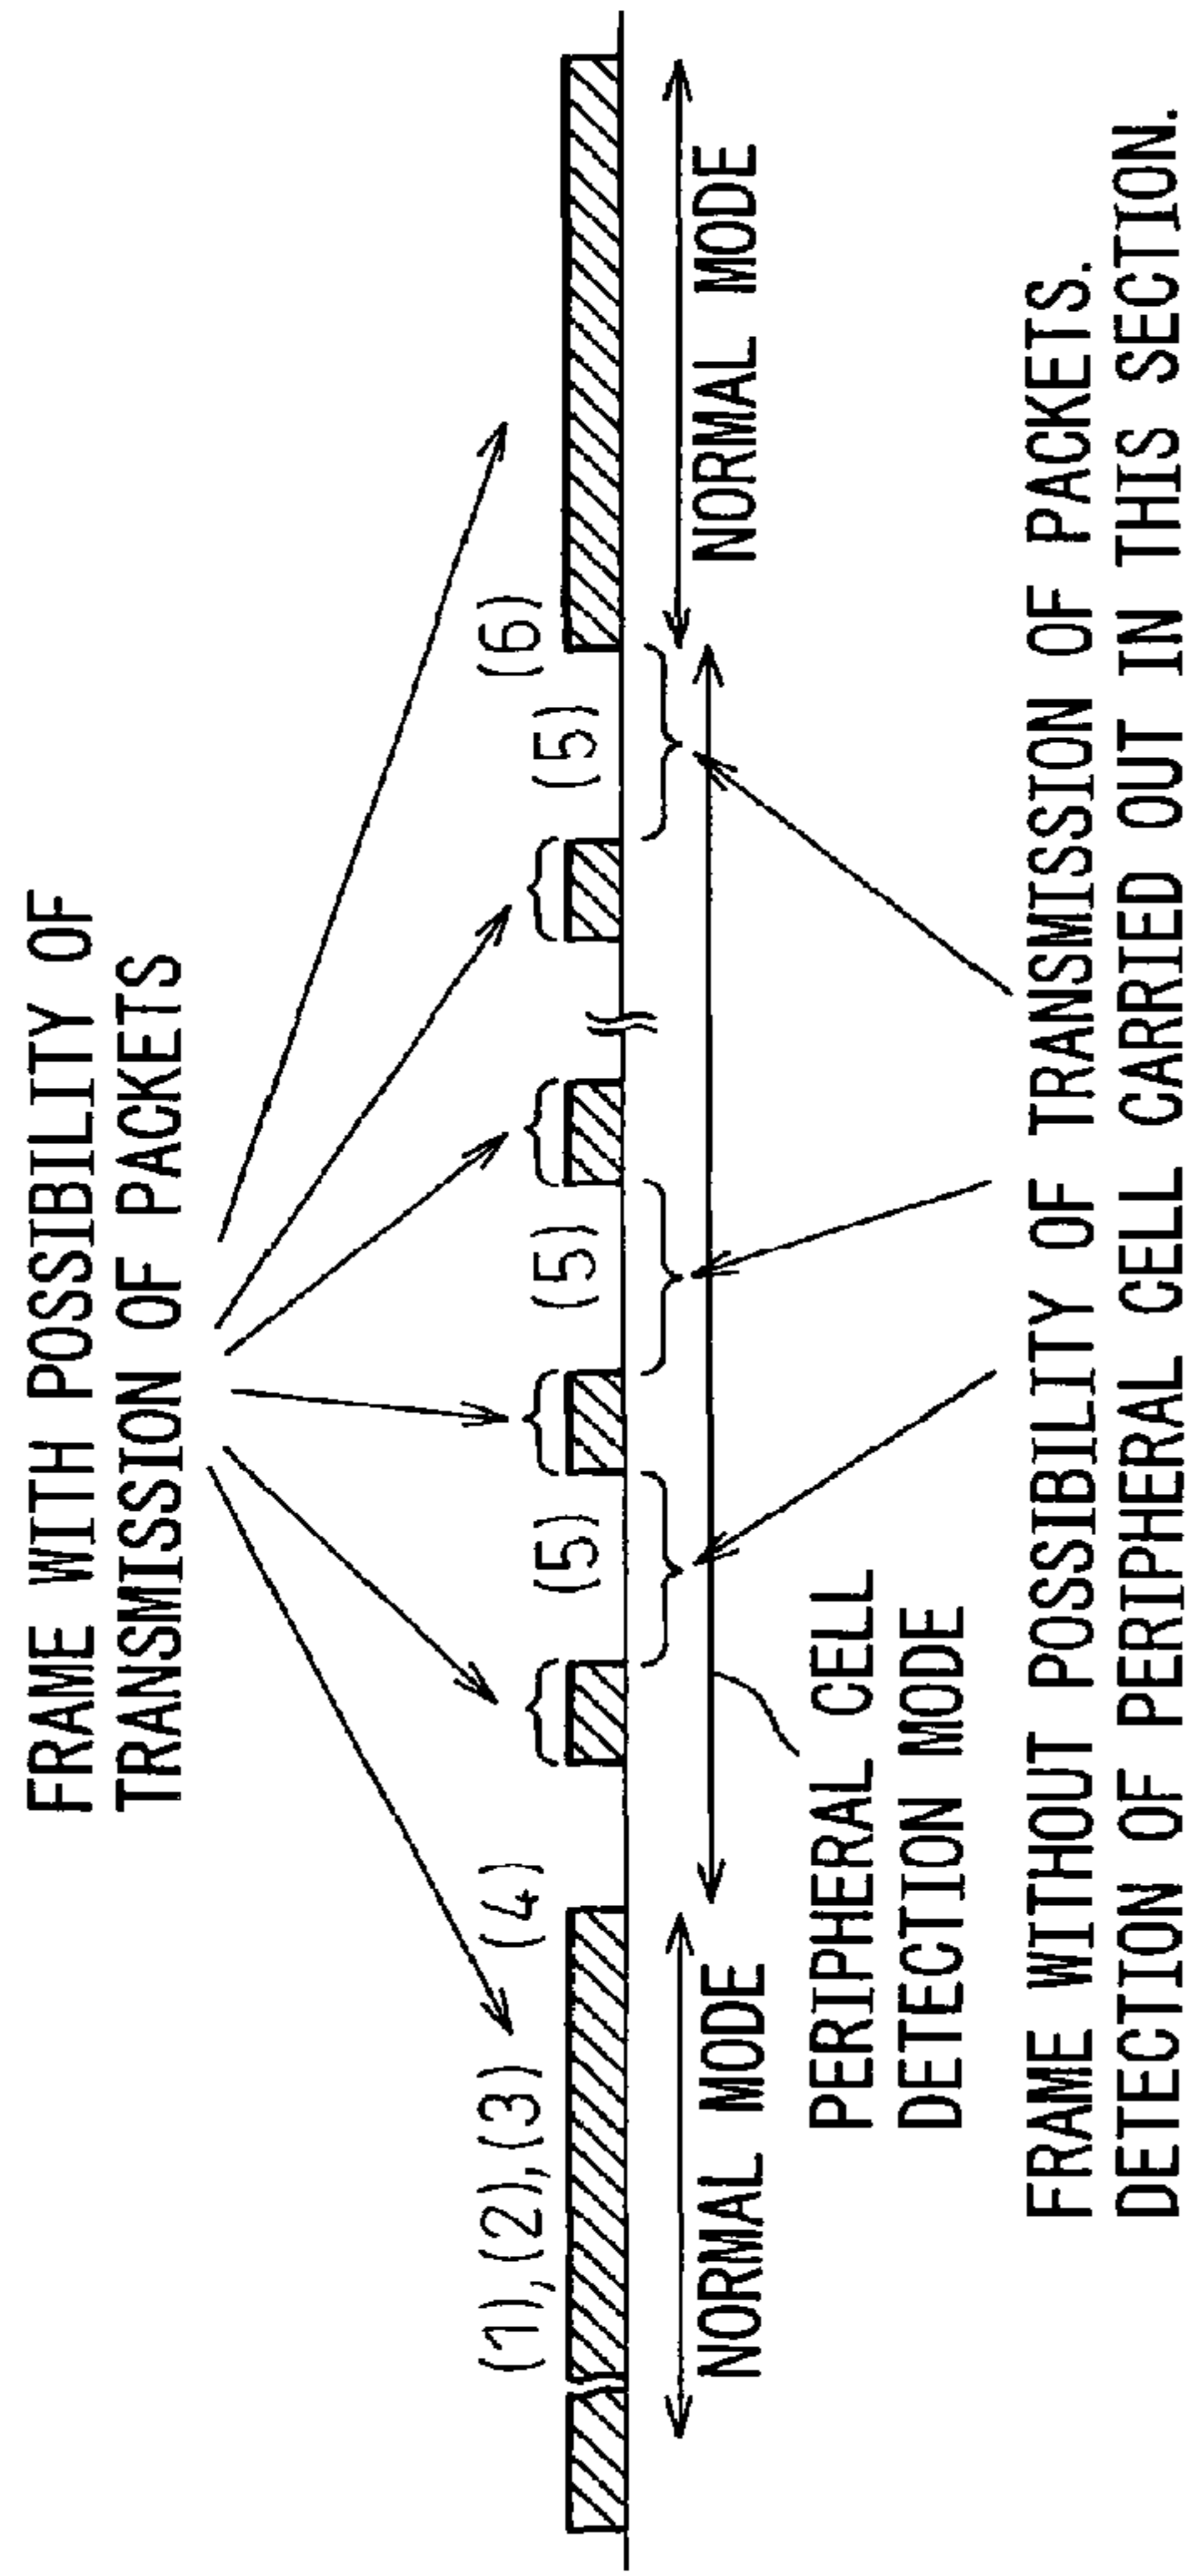 FRAME WITH POSSIBILITY OF
TRANSMISSION OF PACKETS
(1),(2),(3)
(4)
(5)
(5)
(5)
(6)
NORMAL MODE
NORMAL MODE
PERIPHERAL CELL
DETECTION MODE
FRAME WITHOUT POSSIBILITY OF TRANSMISSION OF PACKETS.
DETECTION OF PERIPHERAL CELL CARRIED OUT IN THIS SECTION.